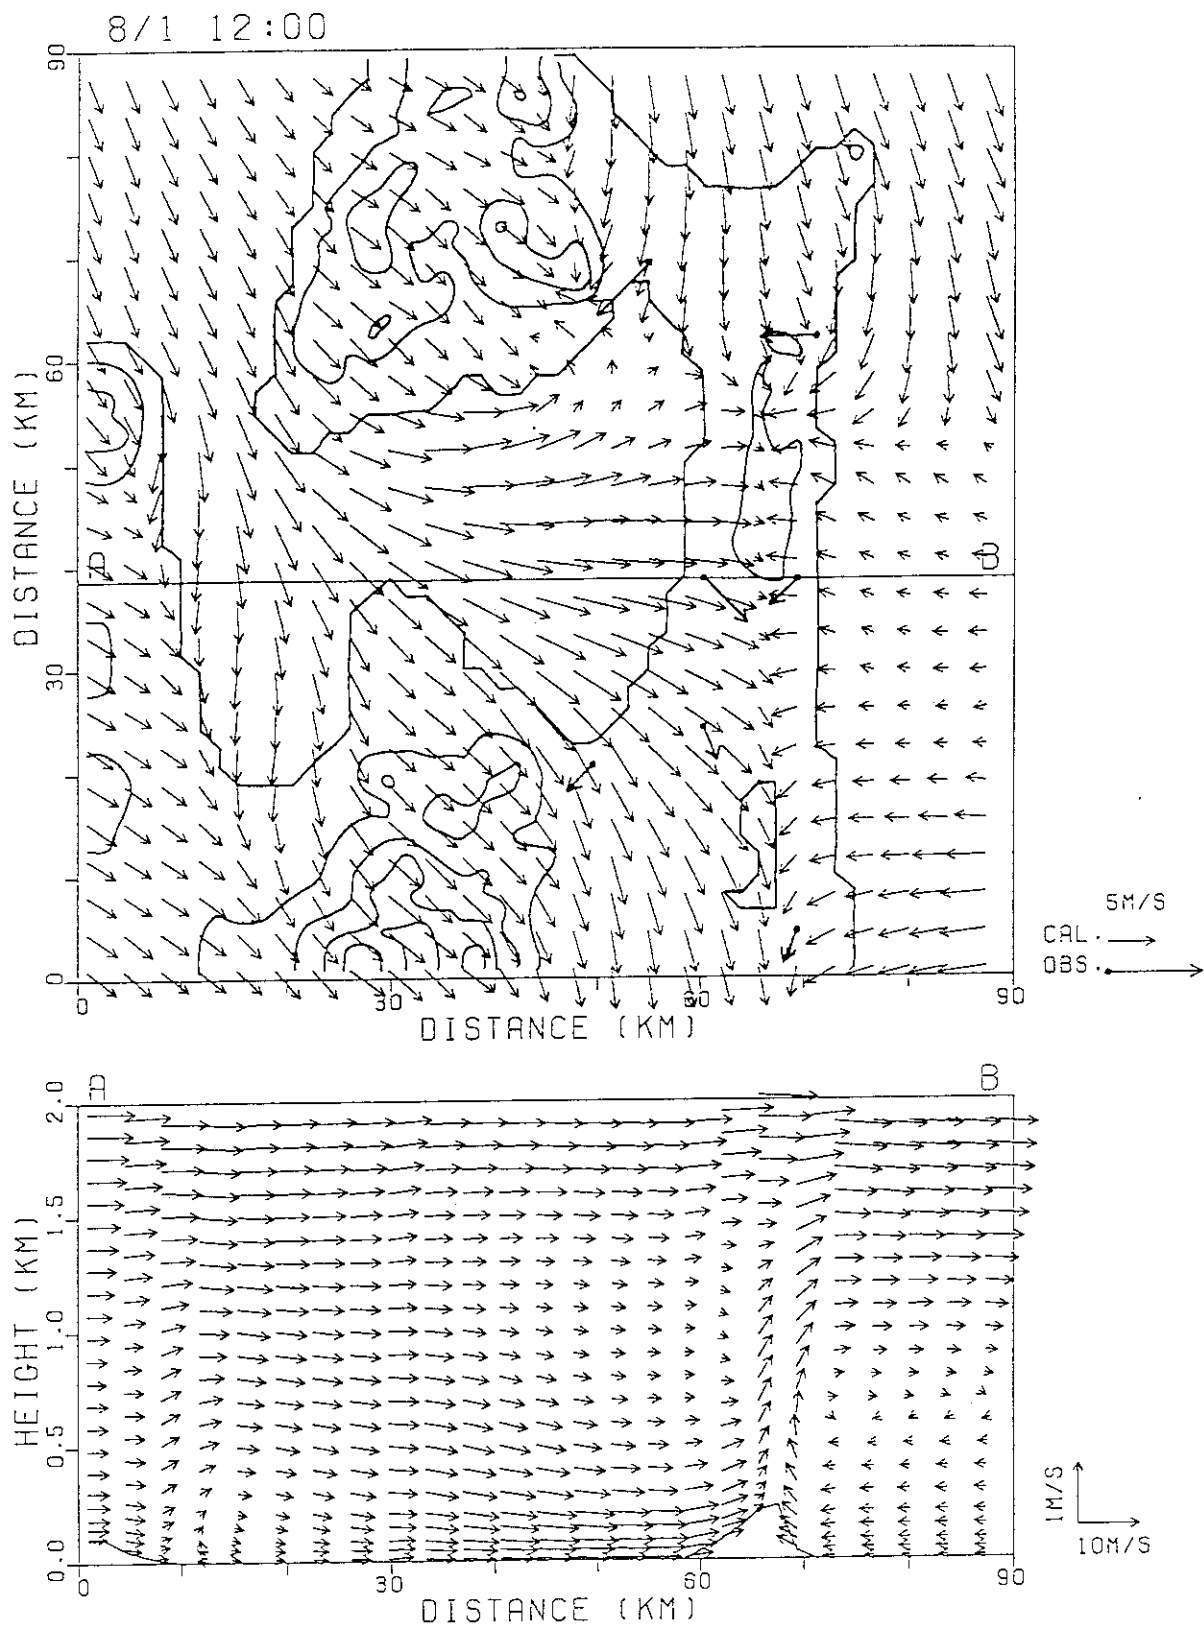 8/1 12:00
90
60
30
0
DISTANCE (KM)
A
B
0
30
60
90
DISTANCE (KM)
5M/S
CAL.
OBS.
A
B
2.0
1.5
1.0
0.5
0.0
HEIGHT (KM)
0
30
60
90
DISTANCE (KM)
1M/S
10M/S